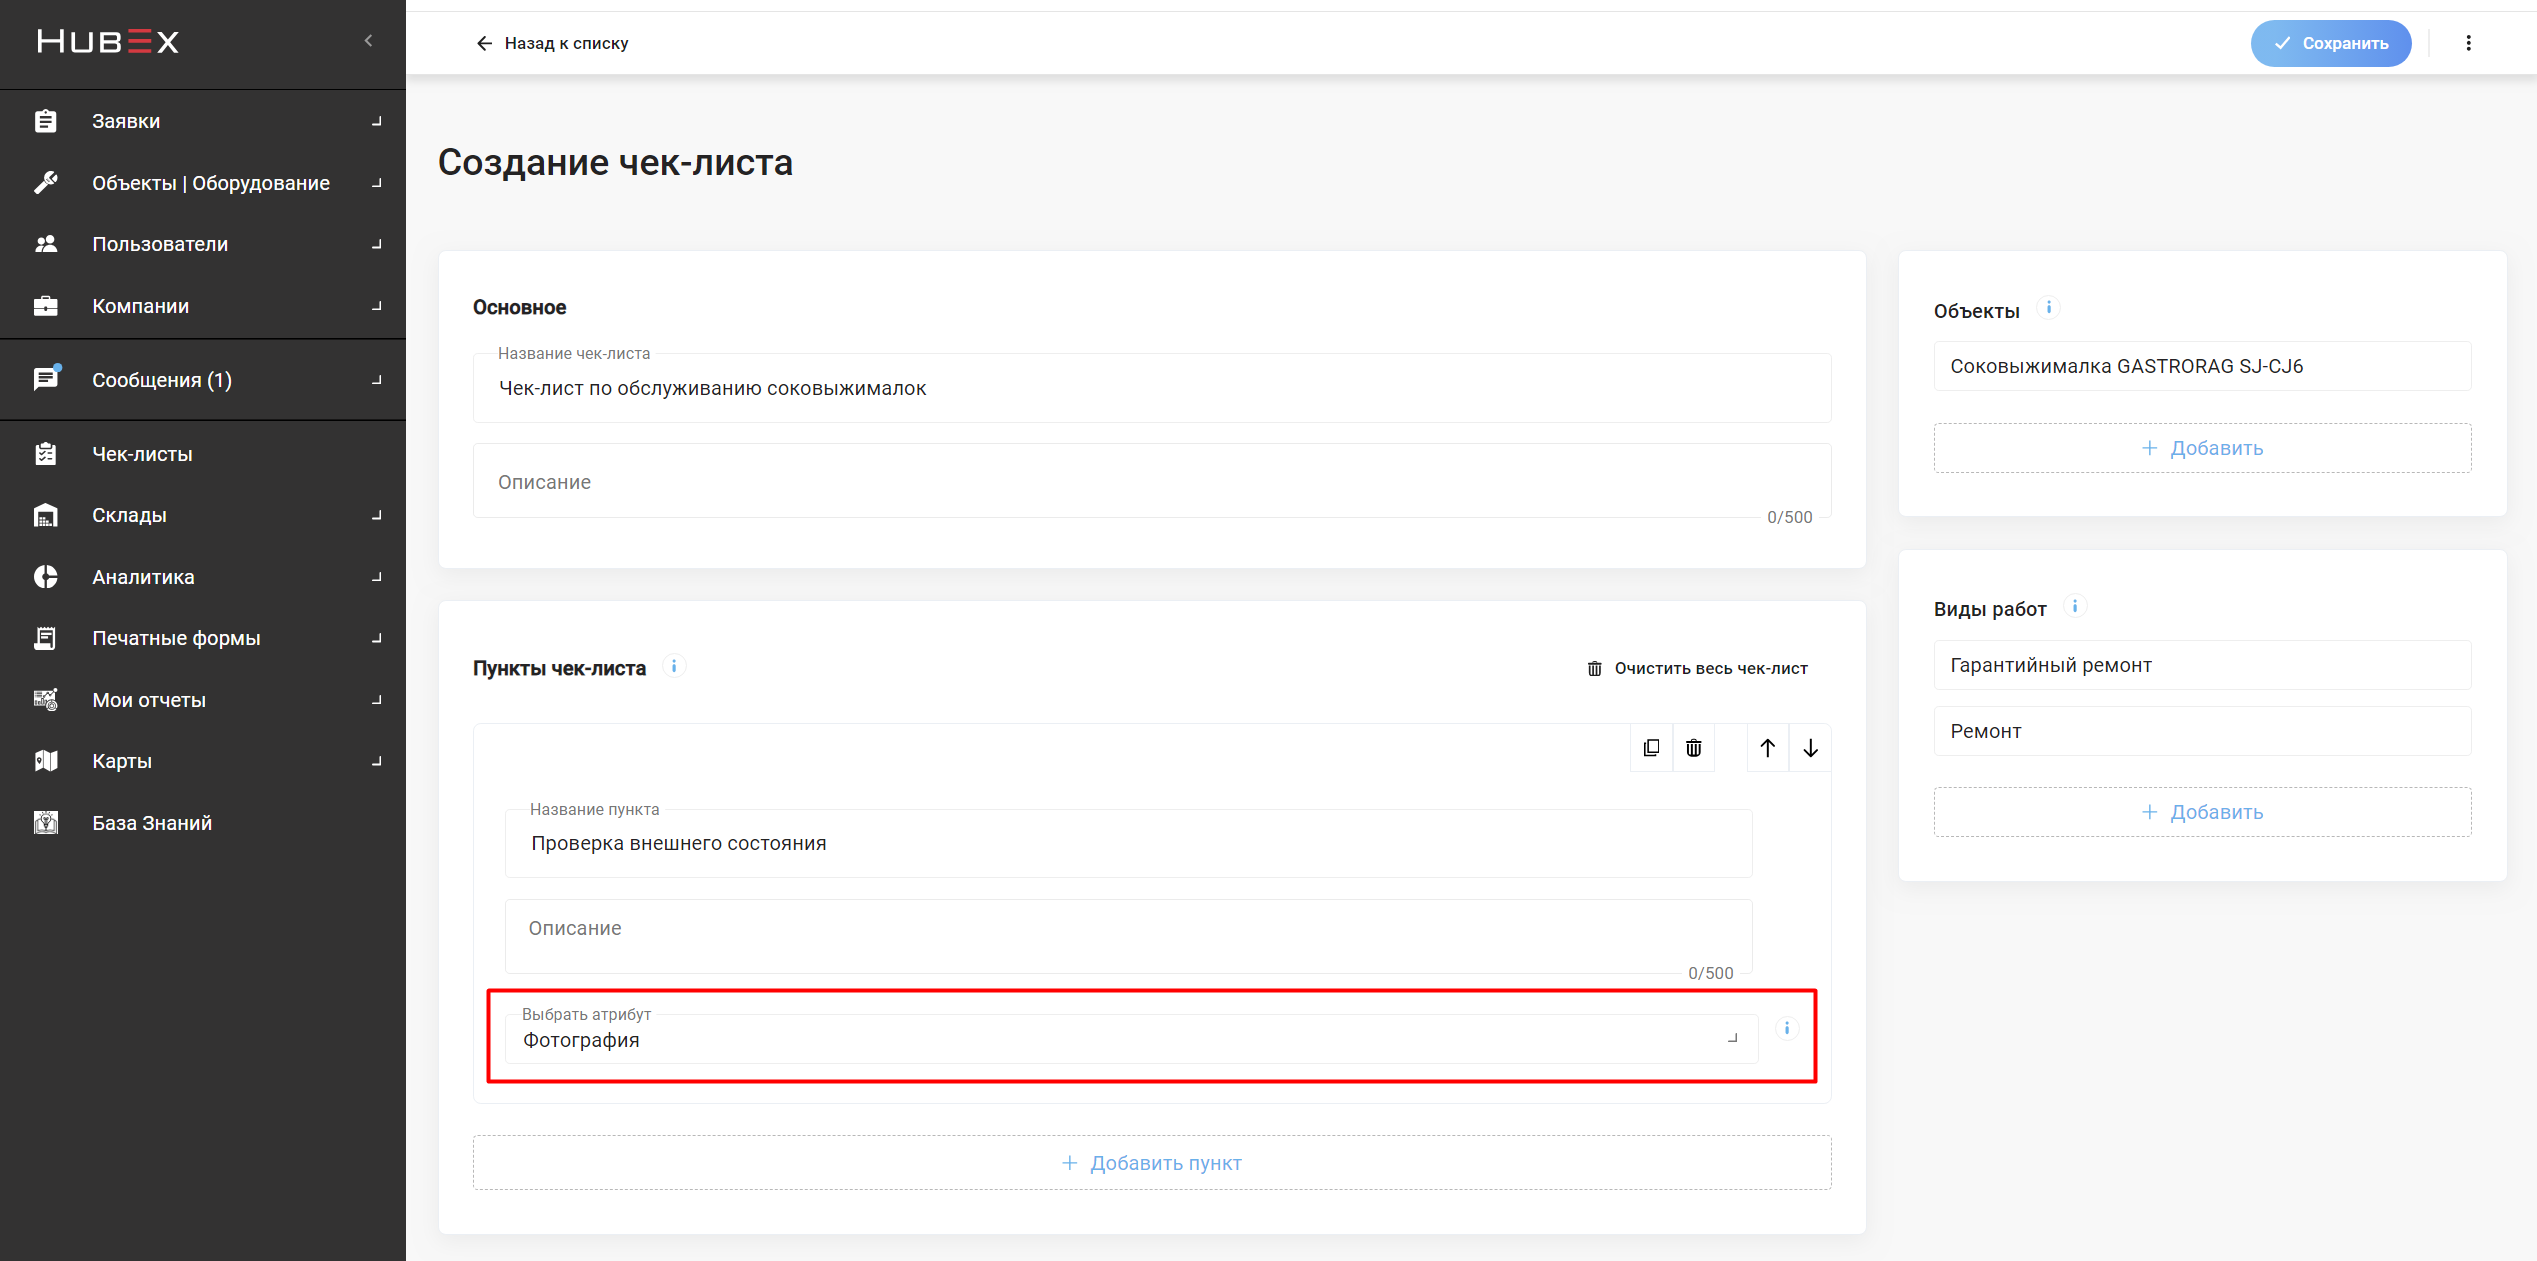 HUBEX
Заявки
Объекты | Оборудование
Пользователи
Компании
Сообщения (1)
Чек-листы
Склады
Аналитика
Печатные формы
Мои отчеты
Карты
База Знаний
Назад к списку
Сохранить
Создание чек-листа
Основное
Название чек-листа
Чек-лист по обслуживанию соковыжималок
Описание
0/500
Пункты чек-листа
Очистить весь чек-лист
Название пункта
Проверка внешнего состояния
Описание
0/500
Выбрать атрибут
Фотография
Добавить пункт
Объекты
Соковыжималка GASTRORAG SJ-CJ6
Добавить
Виды работ
Гарантийный ремонт
Ремонт
Добавить